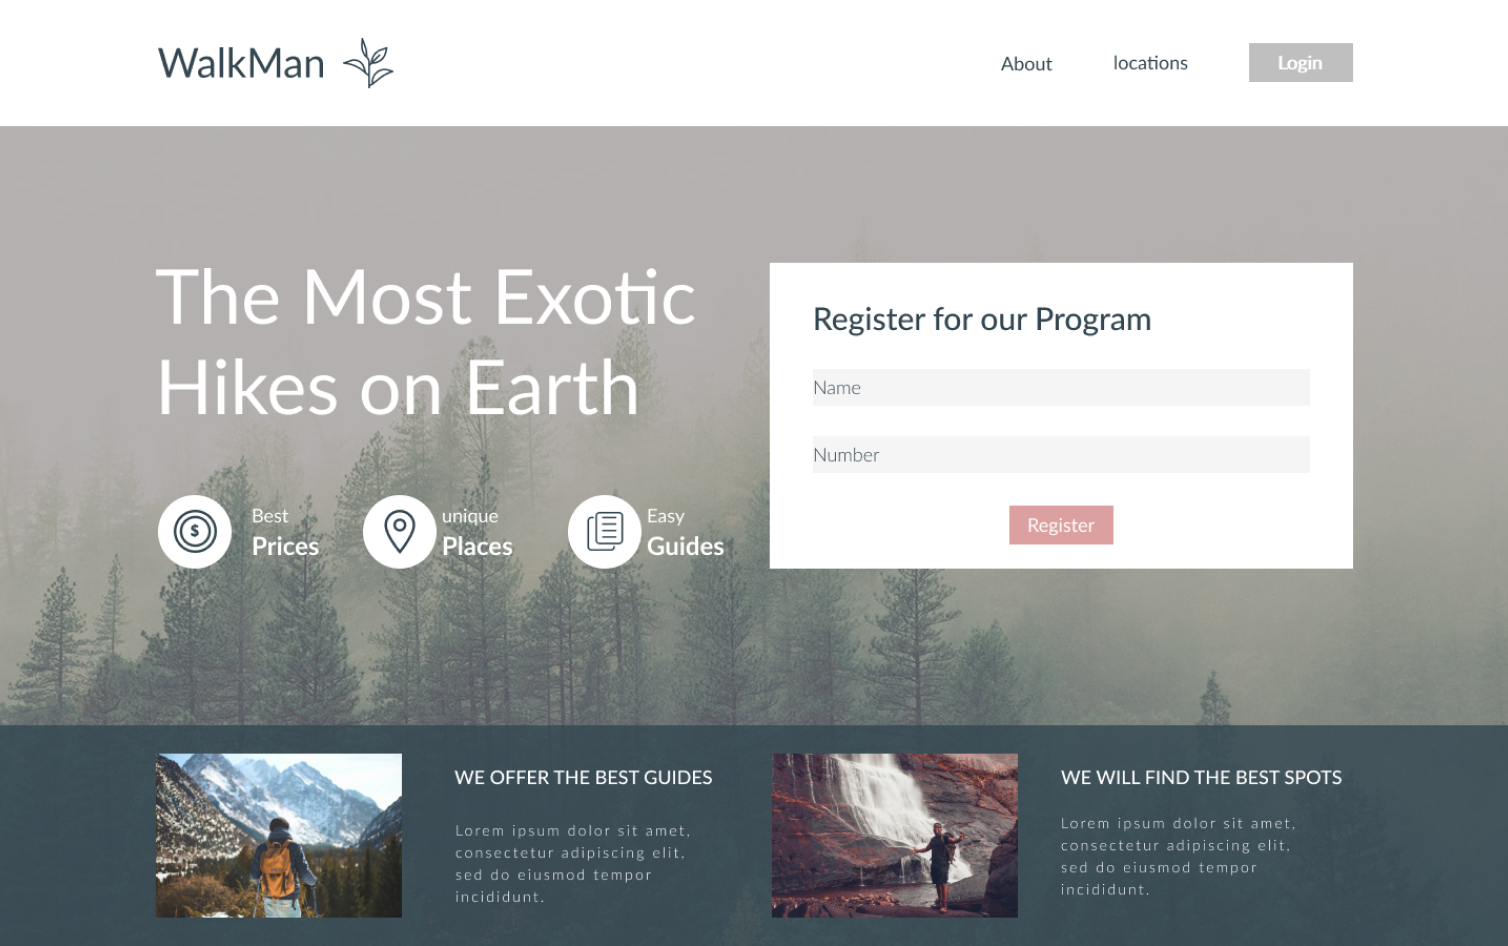 WalkMan
About
locations
Login
The Most Exotic
Hikes on Earth
Best
Prices
unique
Places
Easy
Guides
Register for our Program
Name
Number
Register
WE OFFER THE BEST GUIDES
Lorem ipsum dolor sit amet,
consectetur adipiscing elit,
sed do eiusmod tempor
incididunt.
WE WILL FIND THE BEST SPOTS
Lorem ipsum dolor sit amet,
consectetur adipiscing elit,
sed do eiusmod tempor
incididunt.